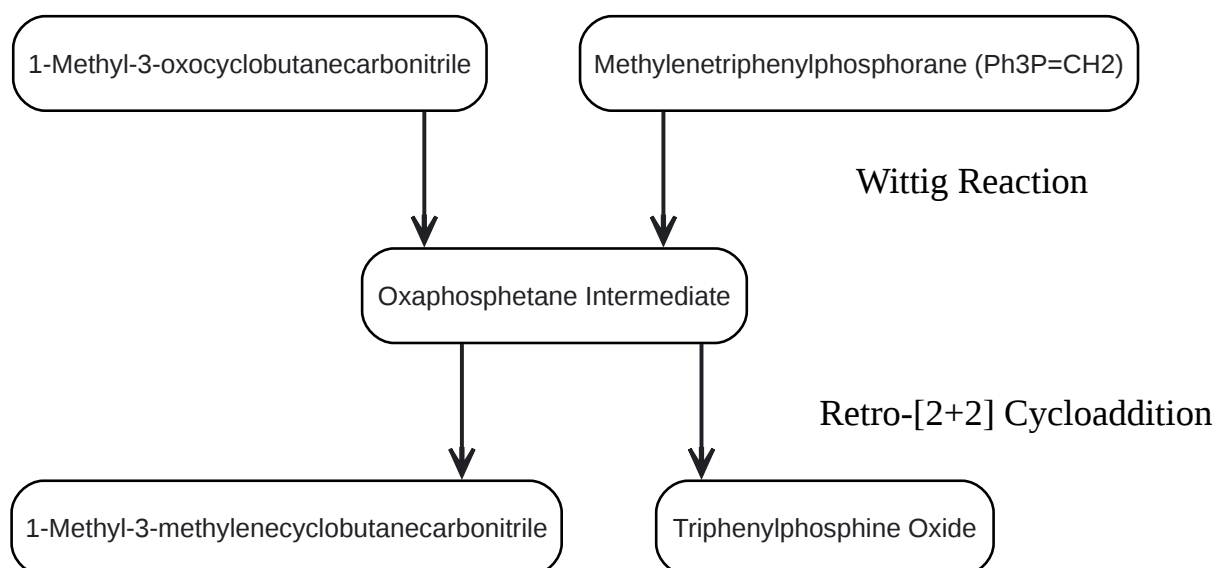 1-Methyl-3-oxocyclobutanecarbonitrile
Methylenetriphenylphosphorane (Ph3P=CH2)
Wittig Reaction
Oxaphosphetane Intermediate
Retro-[2+2] Cycloaddition
1-Methyl-3-methylenecyclobutanecarbonitrile
Triphenylphosphine Oxide